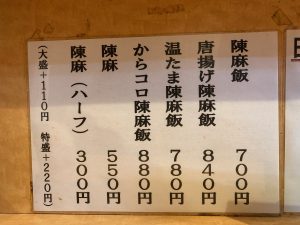 陳麻飯 700円
唐揚げ陳麻飯 840円
温たま陳麻飯 780円
からコロ陳麻飯 880円
陳麻 550円
陳麻(ハーフ) 300円
(大盛+110円 特盛+220円)